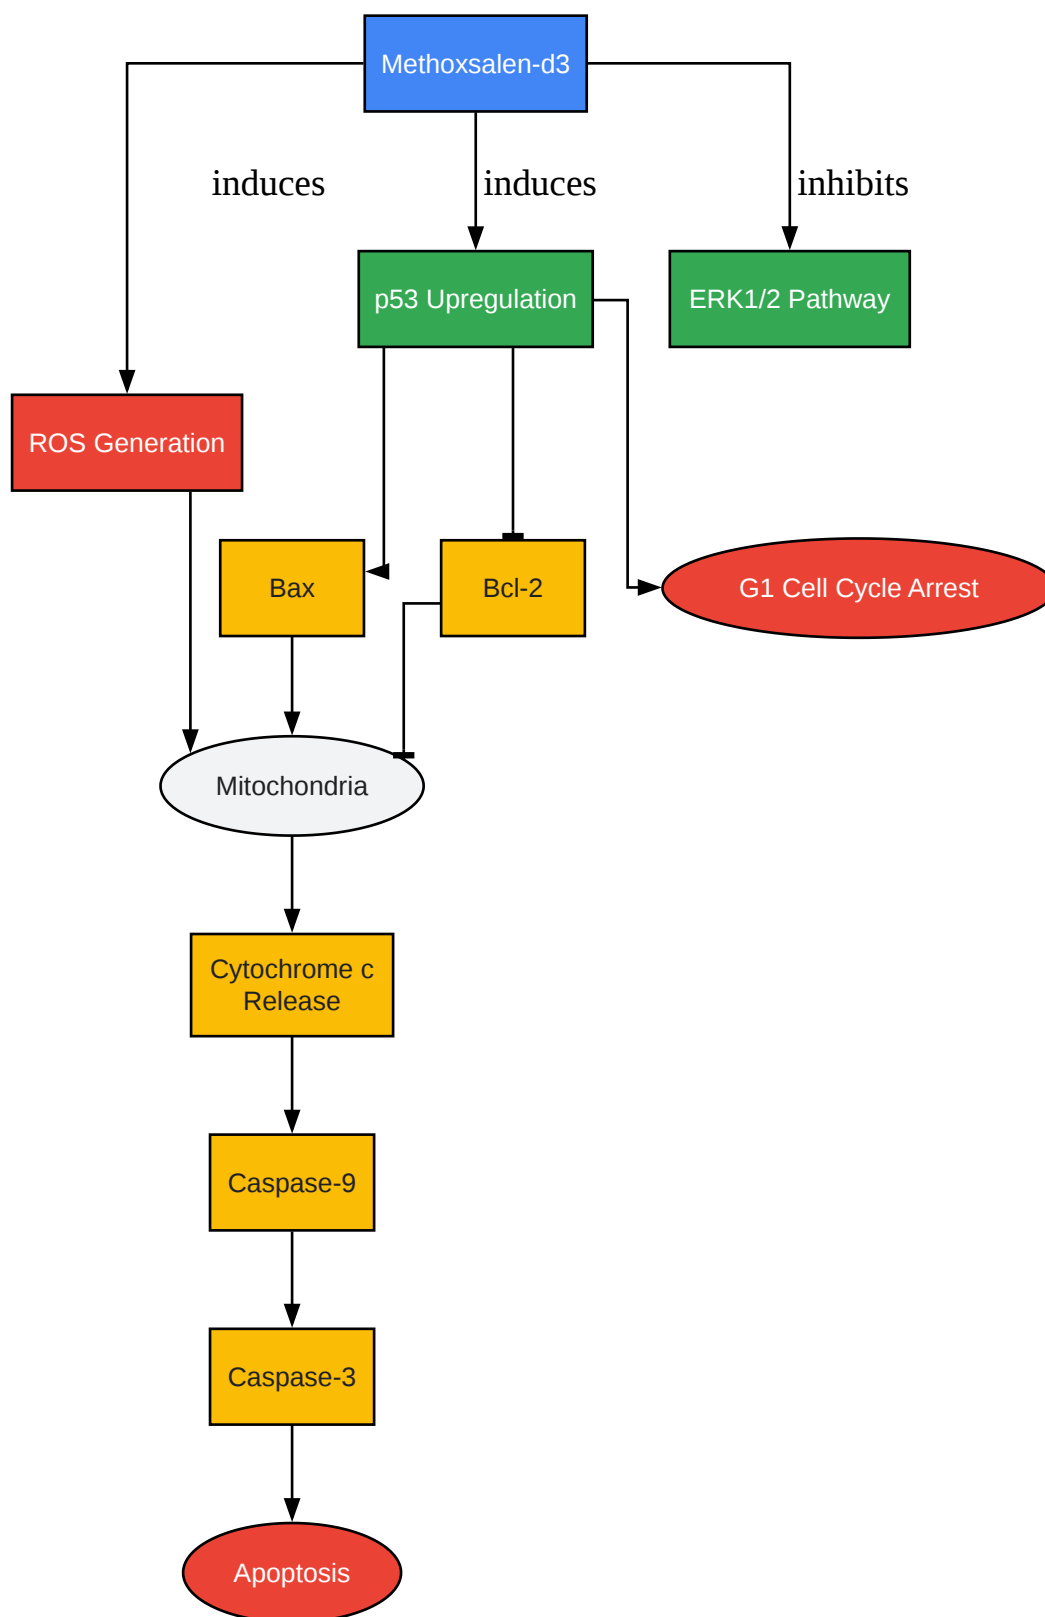 Methoxsalen-d3
induces
induces
inhibits
p53 Upregulation
ERK1/2 Pathway
ROS Generation
Bax
Bcl-2
G1 Cell Cycle Arrest
Mitochondria
Cytochrome c
Release
Caspase-9
Caspase-3
Apoptosis